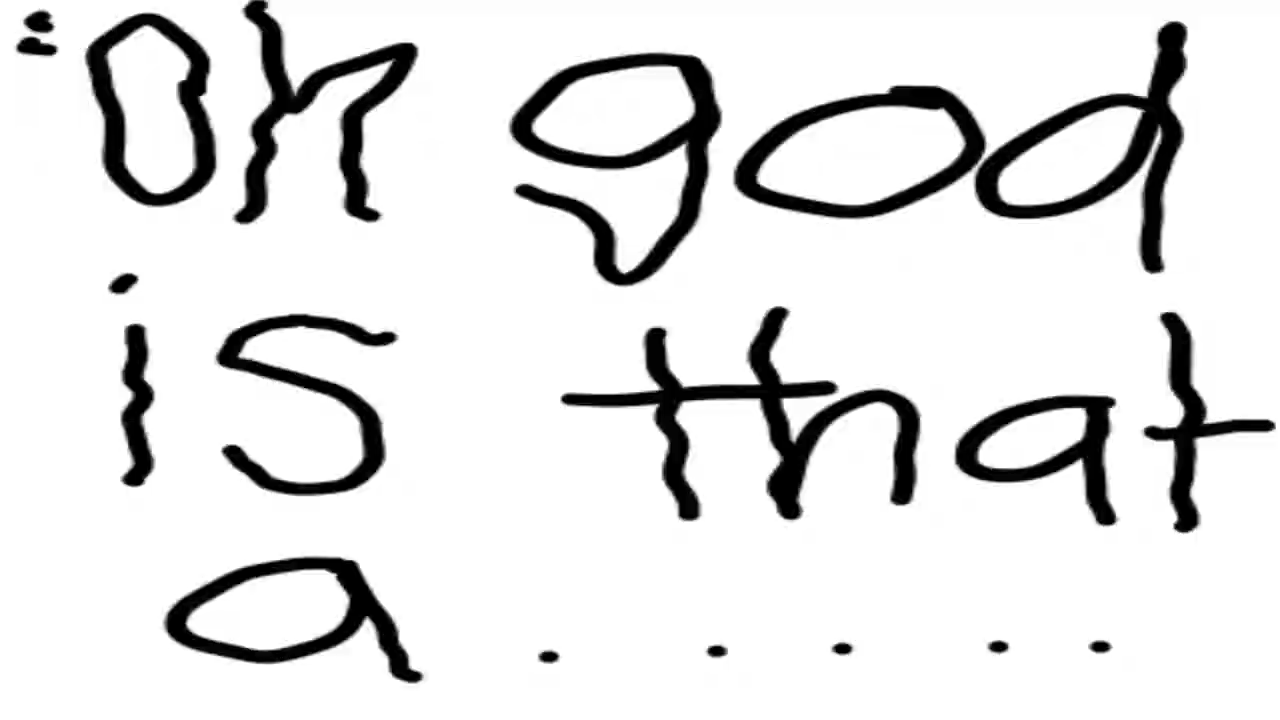 "oh god
is that
a.....